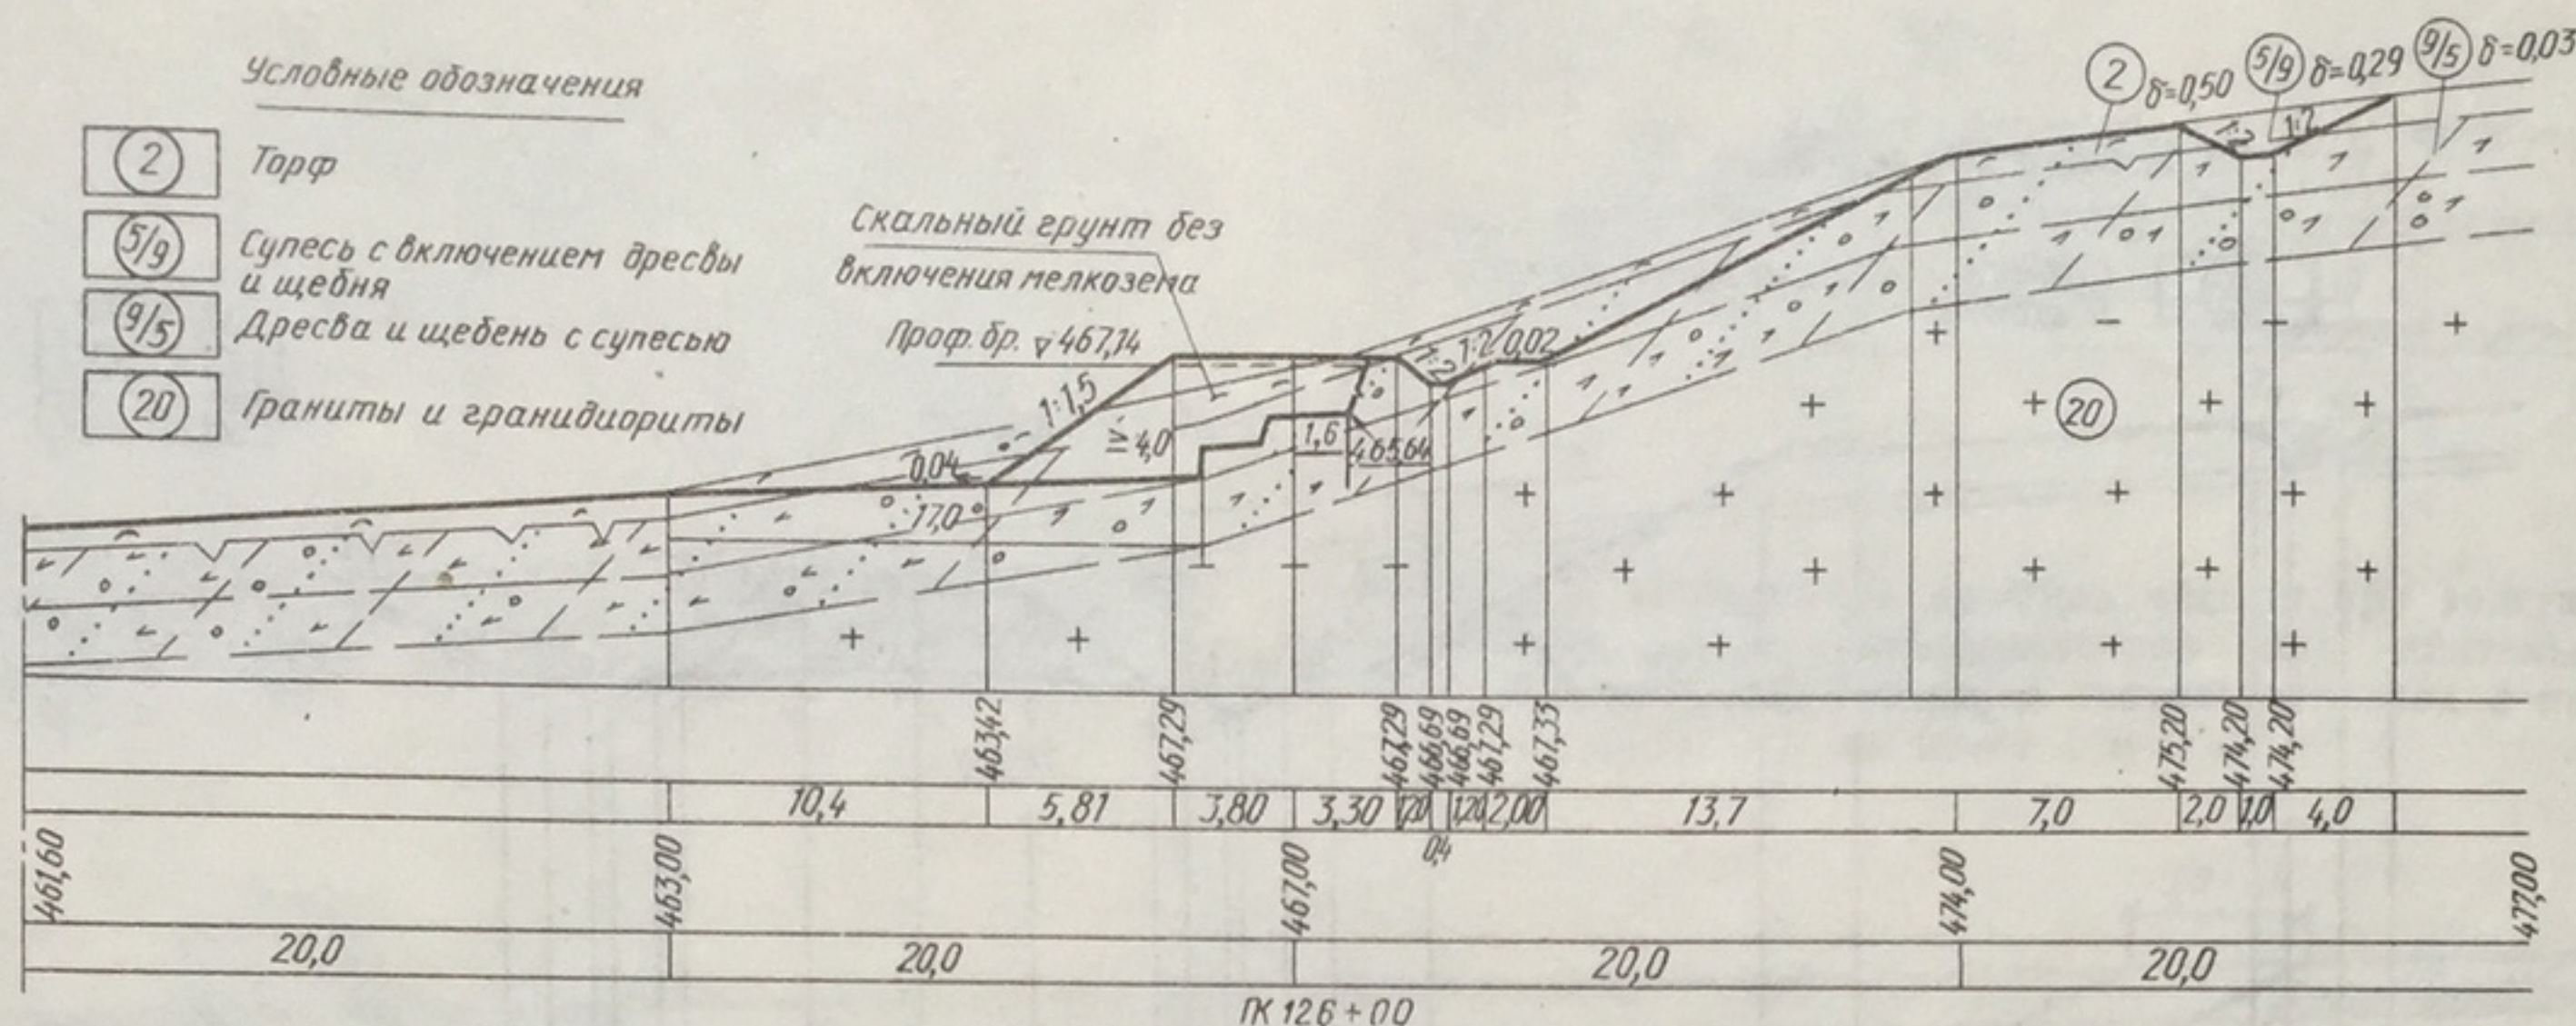 Условные обозначения
2 Торф
5/9 Супесь с включением дресвы
и щебня
9/5 Дресва и щебень с супесью
20 Граниты и гранидиориты
Скальный грунт без
включения мелкозема
Проф. бр. 467,14
2 δ=0,50
5/9 δ=0,29
9/5 δ=0,03
1:2 1:2
1:2 1:2 0,02
1:1,5
≥4,0
1,6
465,64
0,04
17,0
20
463,42 467,29 467,29 466,69 466,69 467,29 467,33 475,20 474,20 474,20
10,4 5,81 3,80 3,30 1,20 1,20 2,00 13,7 7,0 2,0 1,0 4,0
0,4
461,60 463,00 467,00 474,00 477,00
20,0 20,0 20,0 20,0
ПК 126+00